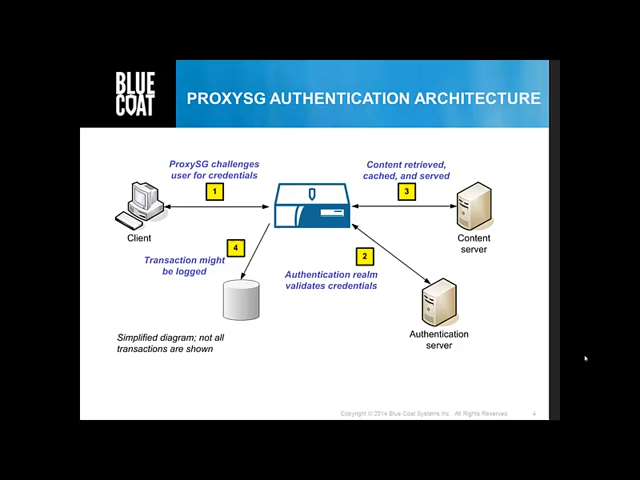 BLUE
COAT
PROXYSG AUTHENTICATION ARCHITECTURE
ProxySG challenges
user for credentials
1
Content retrieved,
cached, and served
3
Client
Content
server
4
Transaction might
be logged
2
Authentication realm
validates credentials
Authentication
server
Simplified diagram; not all
transactions are shown
Copyright © 2014 Blue Coat Systems Inc. All Rights Reserved.
4